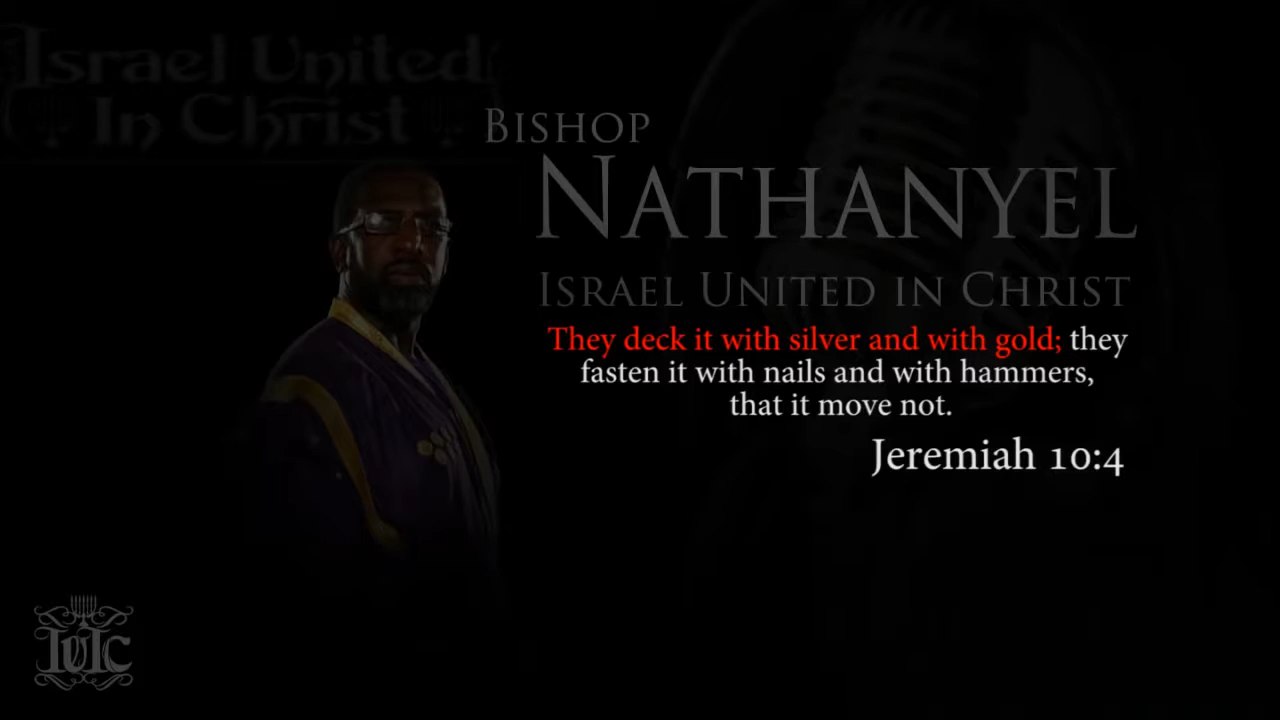 Israel United
In Christ
BISHOP
NATHANYEL
ISRAEL UNITED IN CHRIST
They deck it with silver and with gold; they
fasten it with nails and with hammers,
that it move not.
Jeremiah 10:4
IUIC